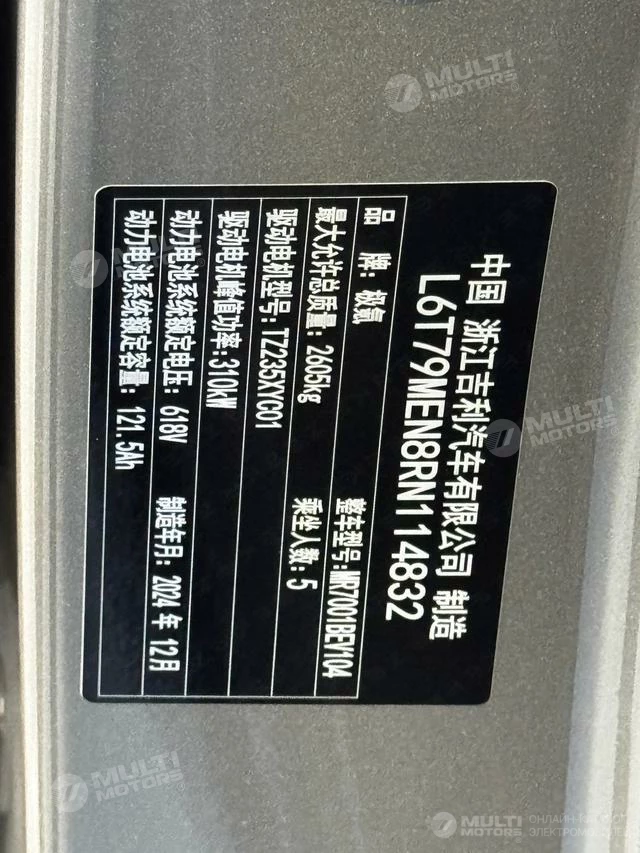 中国 浙江吉利汽车有限公司 制造
L6T79MEN8RN114832
品 牌: 极氪 整车型号: MR7001BEV104
最大允许总质量: 2605kg 乘坐人数: 5
驱动电机型号: TZ235XYC01
驱动电机峰值功率: 310kW
动力电池系统额定电压: 618V
动力电池系统额定容量: 121.5Ah 制造年月: 2024 年 12月
MULTI MOTORS
MULTI MOTORS
MULTI MOTORS
MULTI MOTORS
MULTI MOTORS